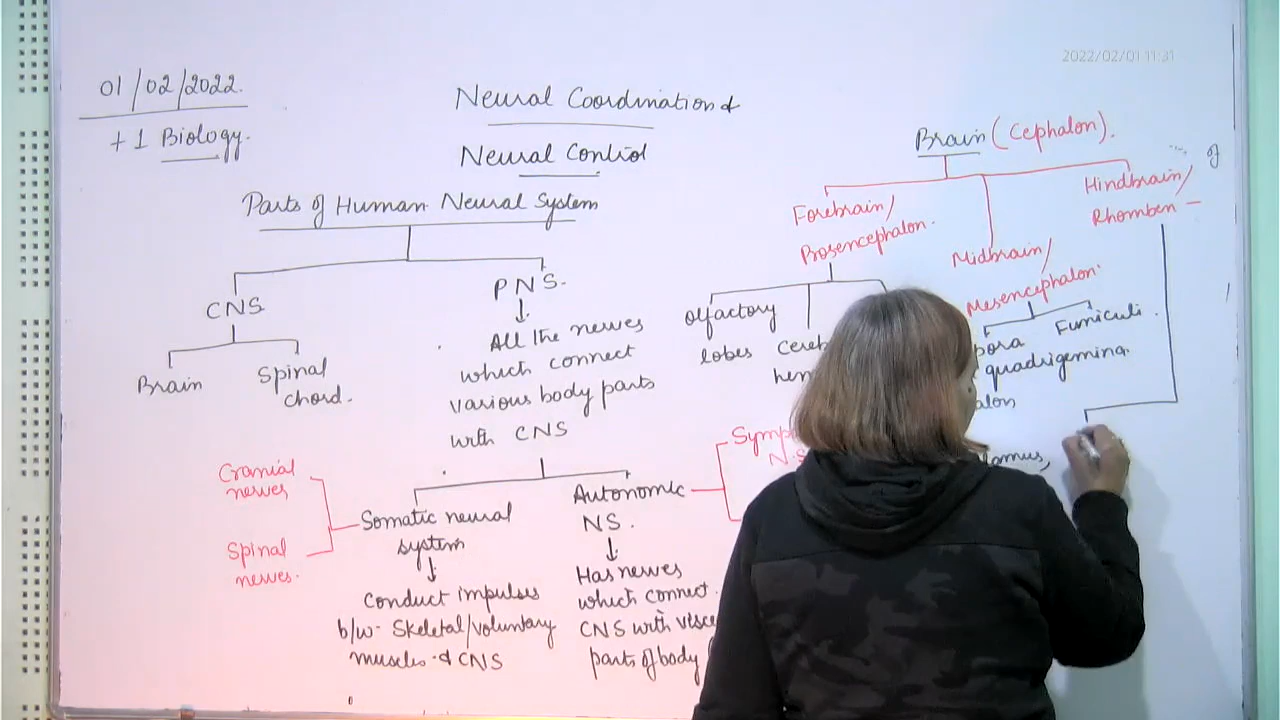 2022/02/01 11:31
01/02/2022.
+1 Biology.
Neural Coordination &
Neural Control
Parts of Human Neural System
CNS
Brain
Spinal
chord.
PNS.
All the nerves
which connect
various body parts
with CNS
Cranial
nerves
Spinal
nerves.
Somatic neural
system
Conduct impulses
b/w Skeletal/voluntary
muscles & CNS
Autonomic
NS.
Has nerves
which connect
CNS with
parts of body
N.S
Brain (Cephalon).
Forebrain/
Prosencephalon.
Midbrain/
Mesencephalon.
Hindbrain/
Rhomben -
of
olfactory
lobes
quadrigemina.
Fumiculi.